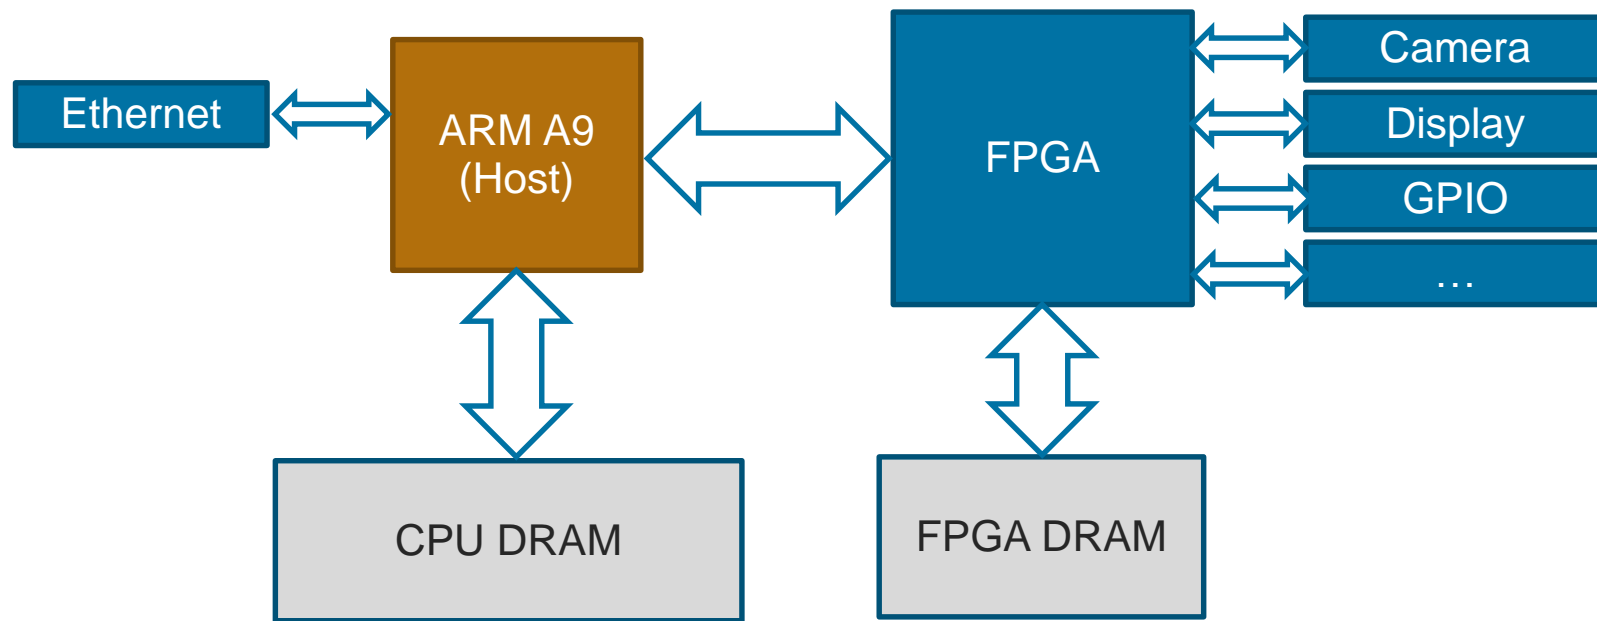 Ethernet
ARM A9
(Host)
FPGA
Camera
Display
GPIO
…
CPU DRAM
FPGA DRAM